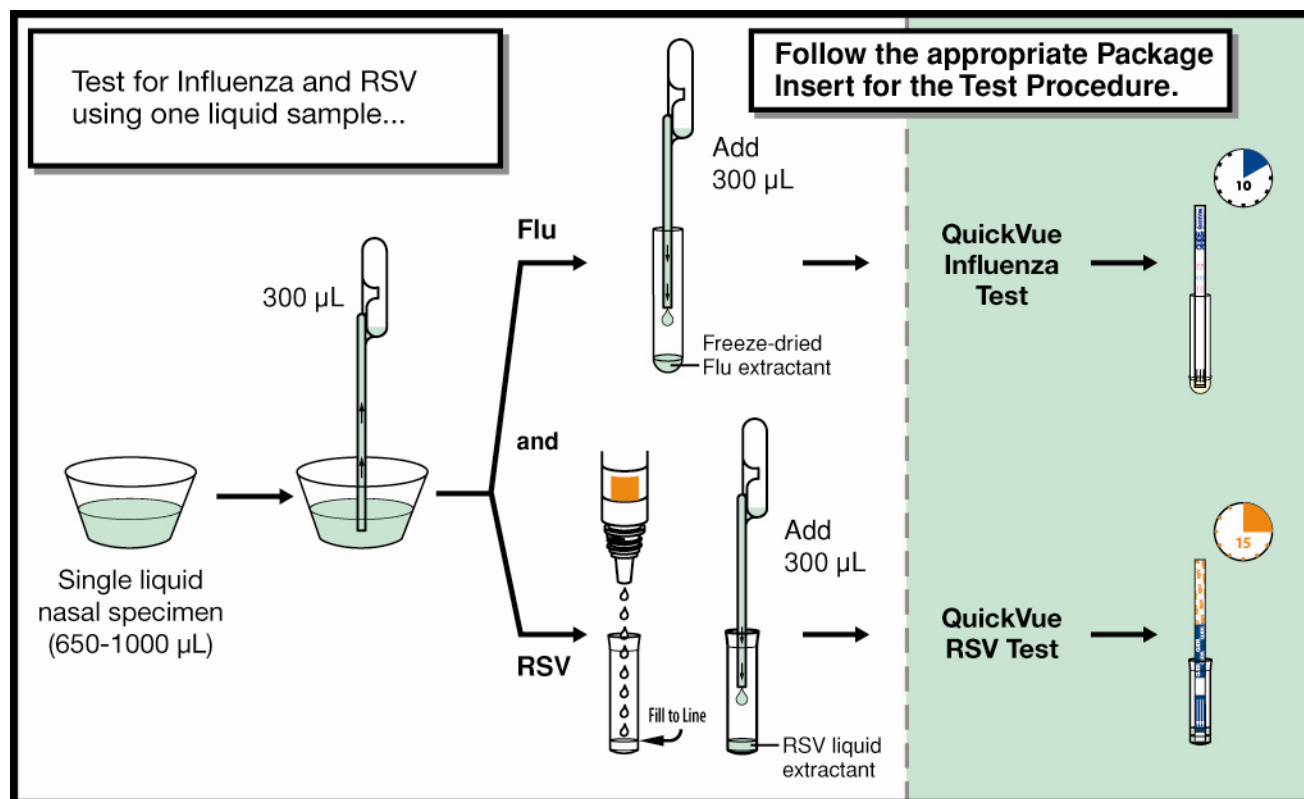 Test for Influenza and RSV
using one liquid sample...
Follow the appropriate Package
Insert for the Test Procedure.
300 µL
Single liquid
nasal specimen
(650-1000 µL)
Flu
and
RSV
Add
300 µL
Freeze-dried
Flu extractant
Fill to Line
Add
300 µL
RSV liquid
extractant
QuickVue
Influenza
Test
10
QuickVue
RSV Test
15